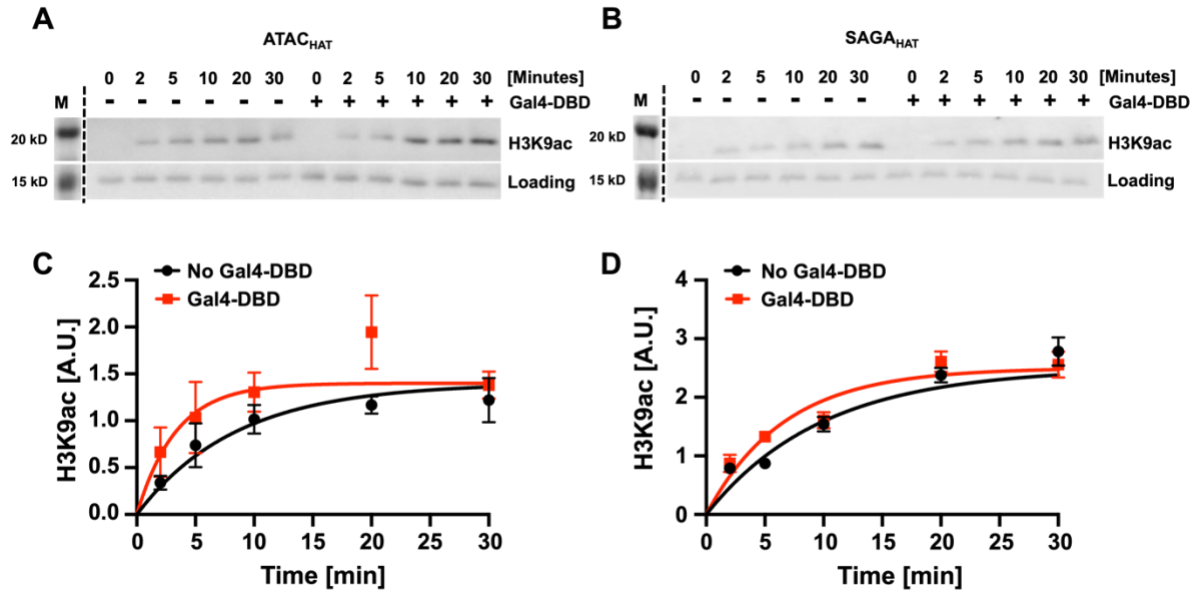 A
ATAC HAT
0 2 5 10 20 30 0 2 5 10 20 30 [Minutes]
M - - - - - - + + + + + + Gal4-DBD
20 kD H3K9ac
15 kD Loading
B
SAGA HAT
0 2 5 10 20 30 0 2 5 10 20 30 [Minutes]
M - - - - - - + + + + + + Gal4-DBD
20 kD H3K9ac
15 kD Loading
C
No Gal4-DBD
Gal4-DBD
H3K9ac [A.U.]
2.5
2.0
1.5
1.0
0.5
0.0
0 5 10 15 20 25 30
Time [min]
D
No Gal4-DBD
Gal4-DBD
H3K9ac [A.U.]
4
3
2
1
0
0 5 10 15 20 25 30
Time [min]